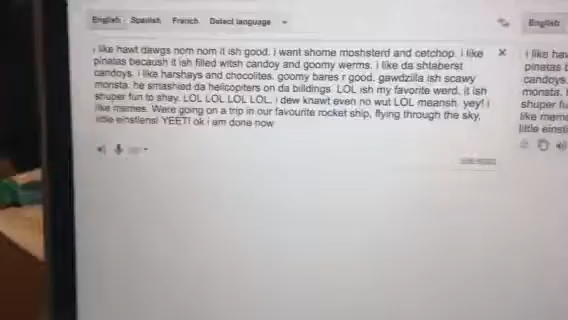 English Spanish French Detect language
English
i like hawt dawgs nom nom it ish good. i want shome moshsterd and cetchop. i like
pinatas becaush it ish filled witsh candoy and goomy werms. i like da shtaberst
candoys. i like harshays and chocolites. goomy bares r good. gawdzilla ish scawy
monsta. he smashied da helicopiters on da billdings. LOL ish my favorite werd. it ish
shuper fun to shay. LOL LOL LOL LOL. i dew knawt even no wut LOL meansh. yey! i
like memes. Were going on a trip in our favourite rocket ship, flying through the sky,
little einstiens! YEET! ok i am done now
i like haw
pinatas b
candoys.
monsta. h
shuper fu
like meme
little einsti